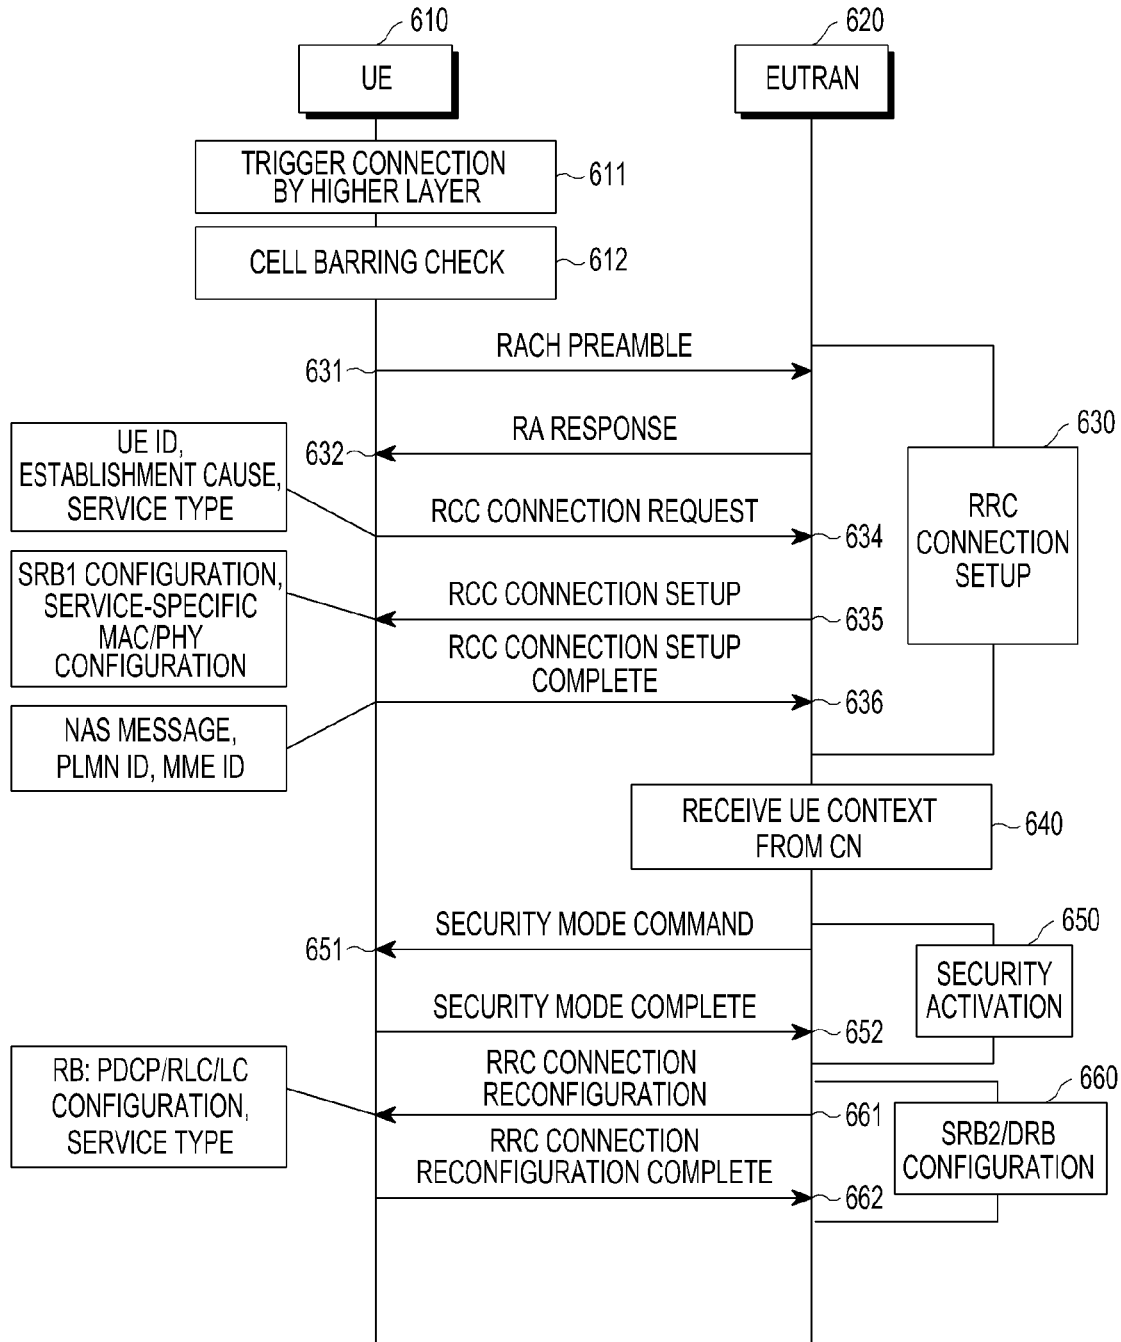 610
620
UE
EUTRAN
TRIGGER CONNECTION
BY HIGHER LAYER
611
CELL BARRING CHECK
612
RACH PREAMBLE
631
RA RESPONSE
632
630
RRC
CONNECTION
SETUP
UE ID,
ESTABLISHMENT CAUSE,
SERVICE TYPE
RCC CONNECTION REQUEST
634
SRB1 CONFIGURATION,
SERVICE-SPECIFIC
MAC/PHY
CONFIGURATION
RCC CONNECTION SETUP
635
RCC CONNECTION SETUP
COMPLETE
636
NAS MESSAGE,
PLMN ID, MME ID
RECEIVE UE CONTEXT
FROM CN
640
SECURITY MODE COMMAND
651
650
SECURITY
ACTIVATION
SECURITY MODE COMPLETE
652
RB: PDCP/RLC/LC
CONFIGURATION,
SERVICE TYPE
RRC CONNECTION
RECONFIGURATION
661
660
SRB2/DRB
CONFIGURATION
RRC CONNECTION
RECONFIGURATION COMPLETE
662